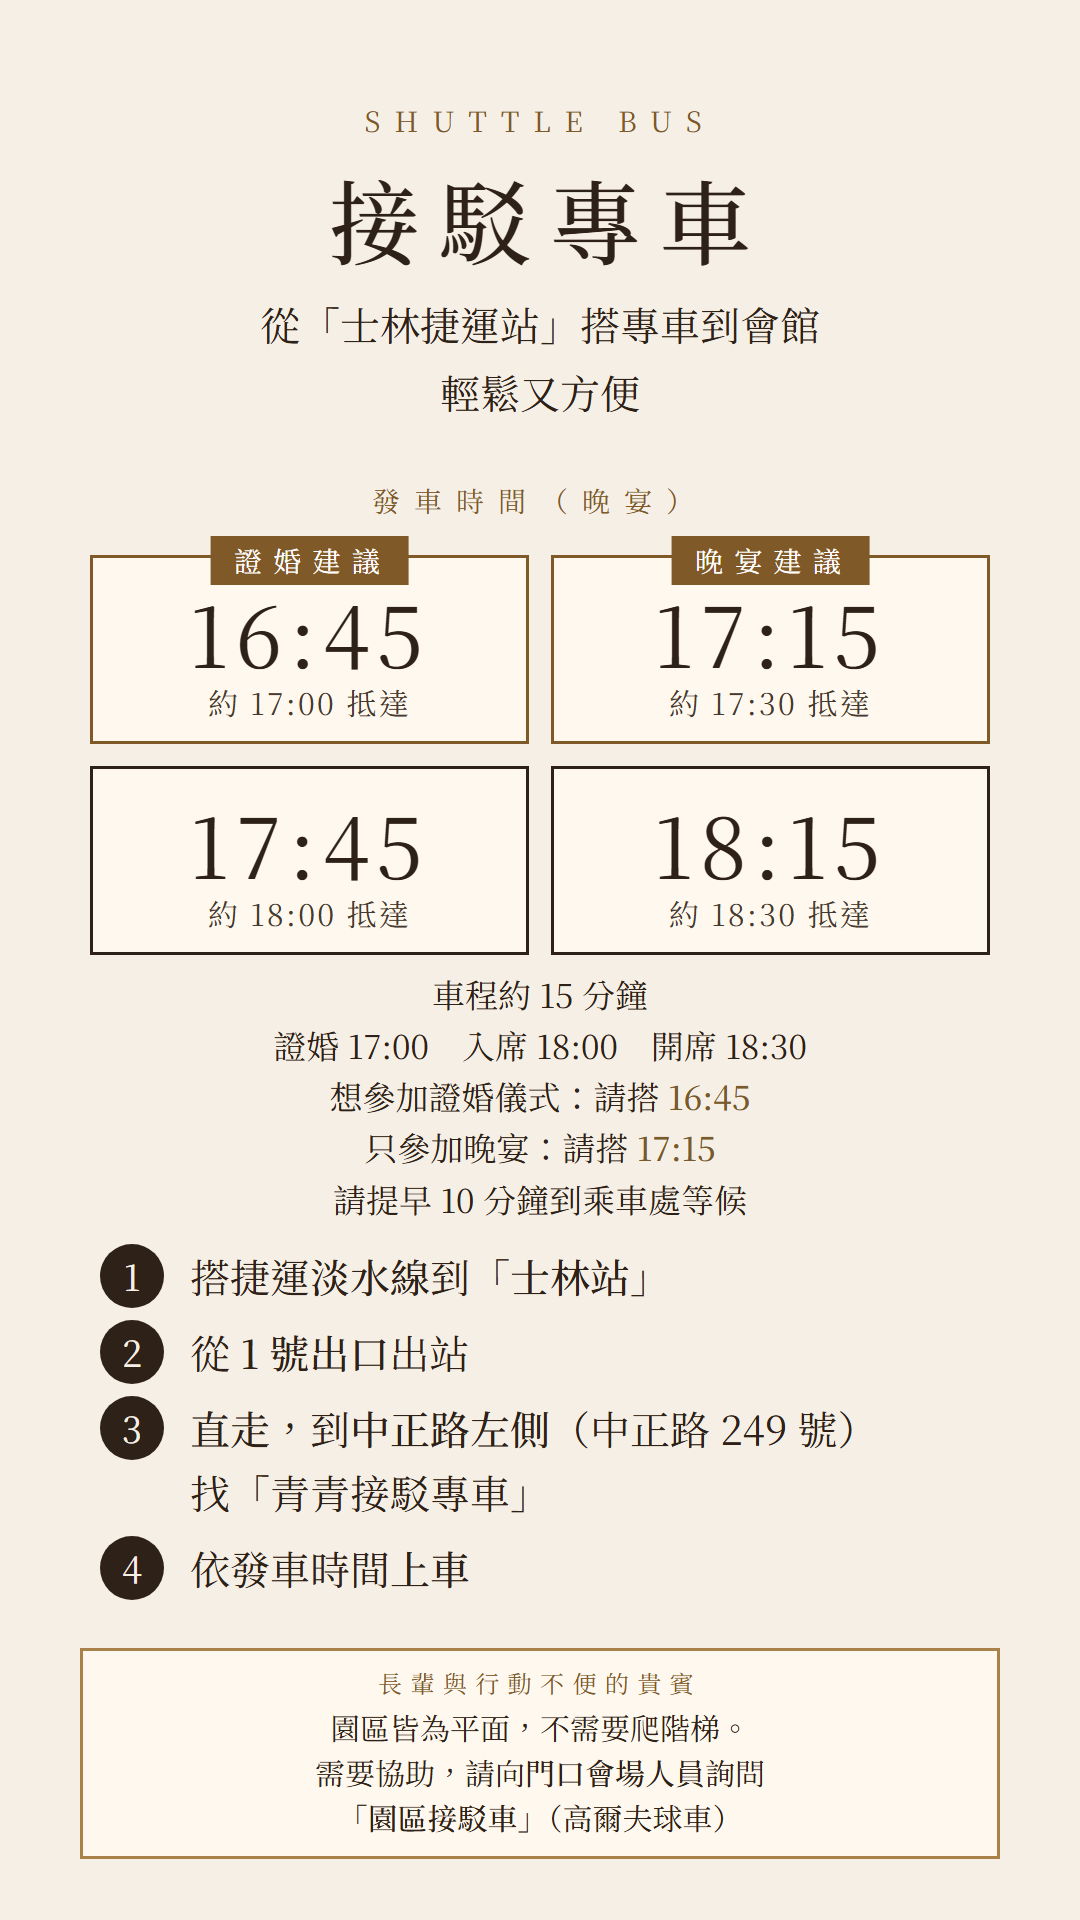 SHUTTLE BUS
接駁專車
從「士林捷運站」搭專車到會館
輕鬆又方便
發車時間（晚宴）
證婚建議
16:45
約 17:00 抵達
晚宴建議
17:15
約 17:30 抵達
17:45
約 18:00 抵達
18:15
約 18:30 抵達
車程約 15 分鐘
證婚 17:00　入席 18:00　開席 18:30
想參加證婚儀式：請搭 16:45
只參加晚宴：請搭 17:15
請提早 10 分鐘到乘車處等候
1 搭捷運淡水線到「士林站」
2 從 1 號出口出站
3 直走，到中正路左側（中正路 249 號）
找「青青接駁專車」
4 依發車時間上車
長輩與行動不便的貴賓
園區皆為平面，不需要爬階梯。
需要協助，請向門口會場人員詢問
「園區接駁車」（高爾夫球車）